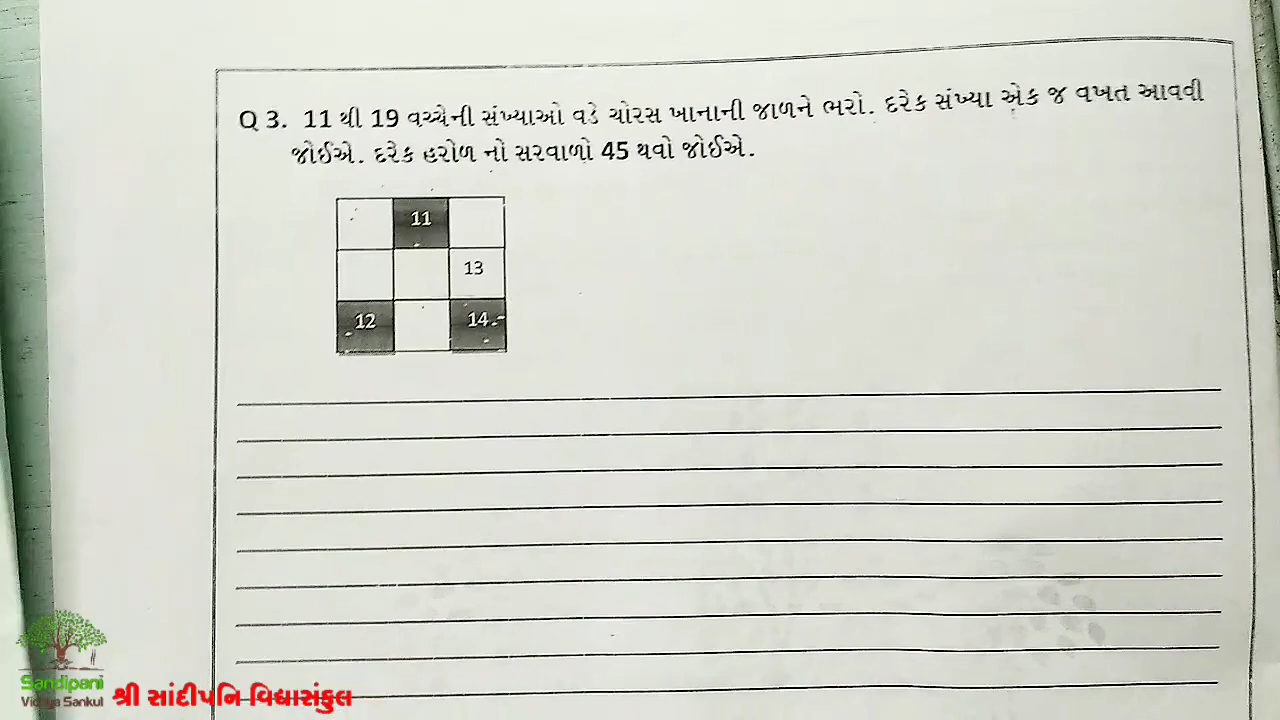 Q 3. 11 થી 19 વચ્ચેની સંખ્યાઓ વડે ચોરસ ખાનાની જાળને ભરો. દરેક સંખ્યા એક જ વખત આવવી
જોઈએ. દરેક હરોળ નો સરવાળો 45 થવો જોઈએ.
11
13
12 14
Sandipani
Vidhya Sankul
શ્રી સાંદીપનિ વિદ્યાસંકુલ